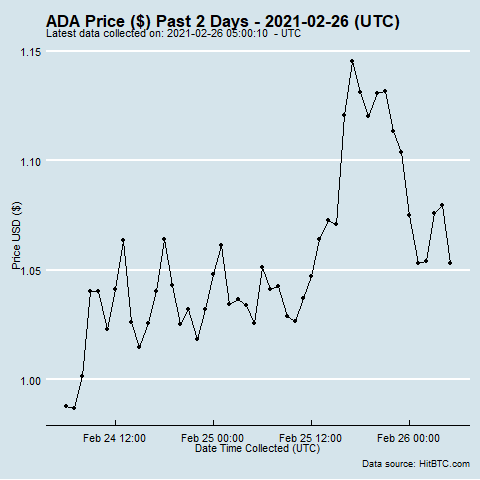 ADA Price ($) Past 2 Days - 2021-02-26 (UTC)
Latest data collected on: 2021-02-26 05:00:10 - UTC
1.15
1.10
1.05
1.00
Price USD ($)
Feb 24 12:00 Feb 25 00:00 Feb 25 12:00 Feb 26 00:00
Date Time Collected (UTC)
Data source: HitBTC.com